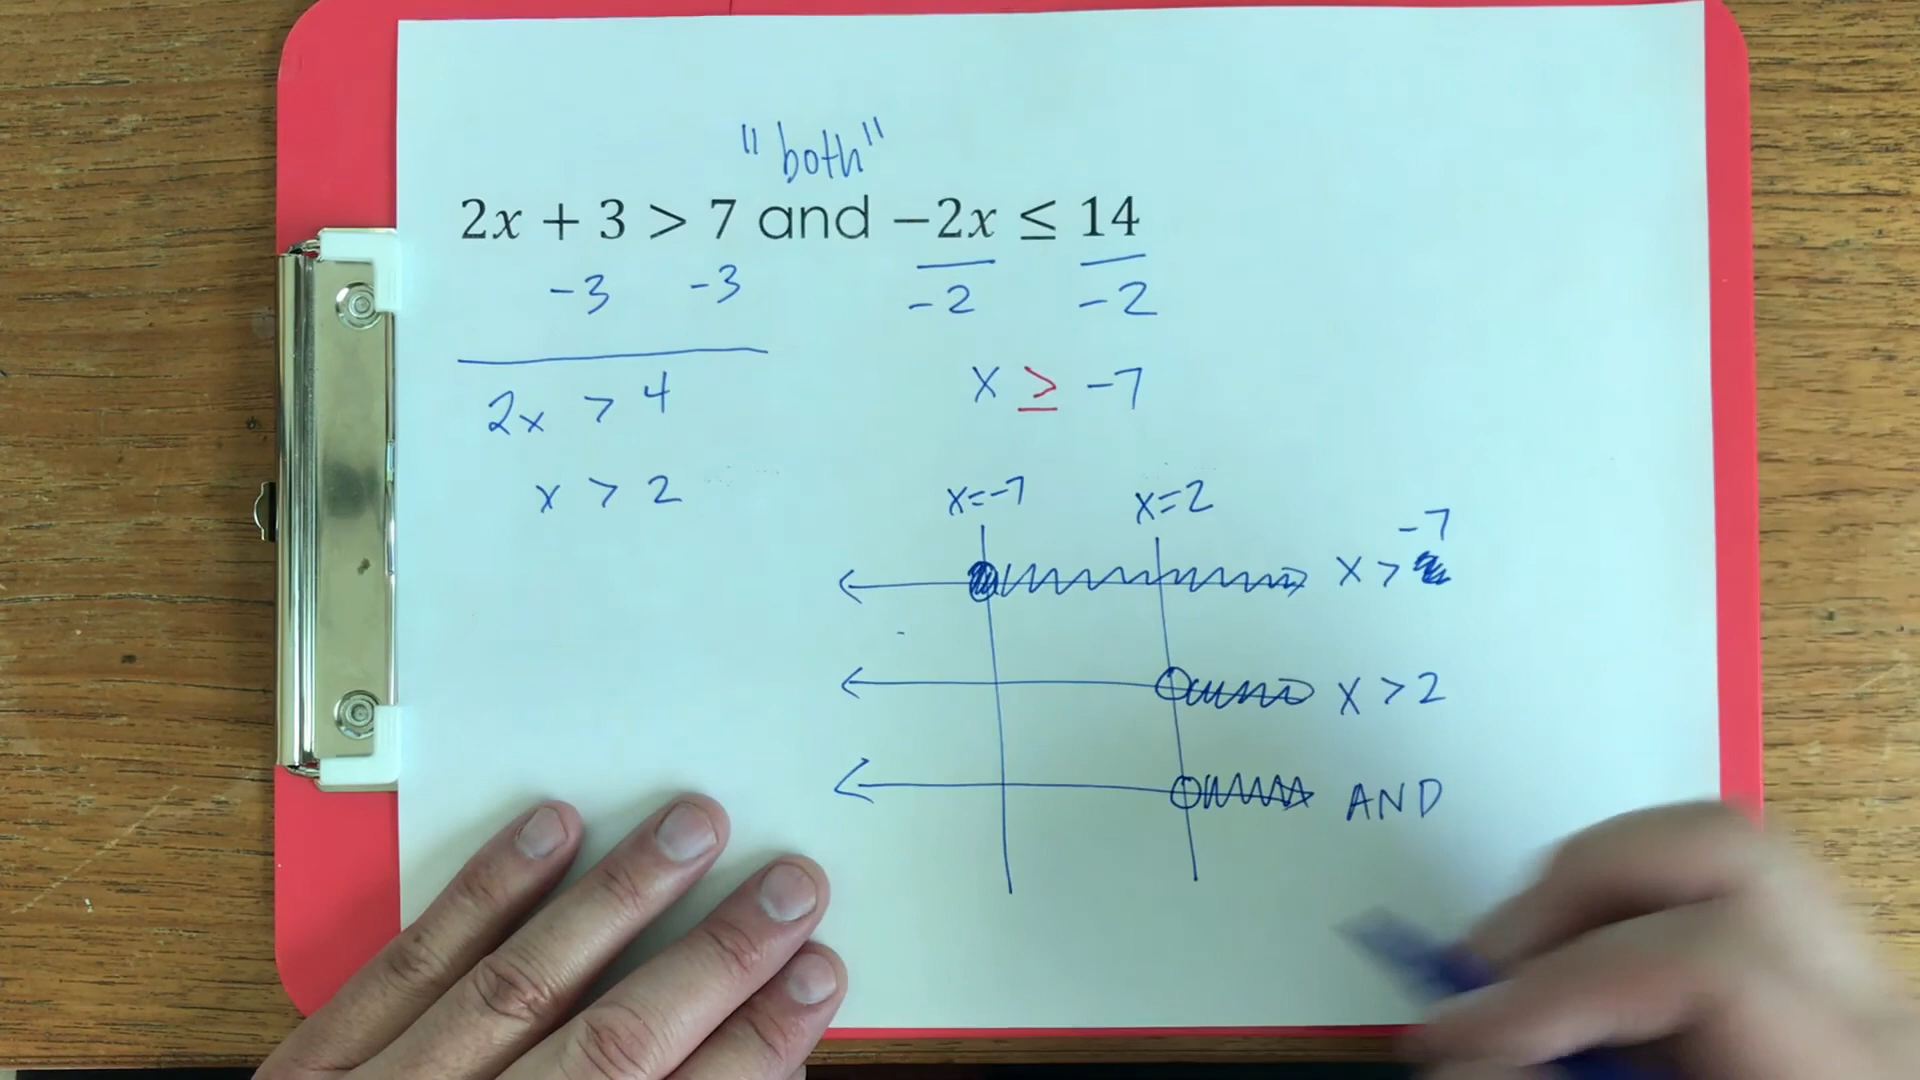 "both"
2x + 3 > 7 and −2x ≤ 14
-3 -3 -2 -2
2x > 4
x ≥ -7
x > 2
x=-7 x=2
-7
x >
x > 2
AND